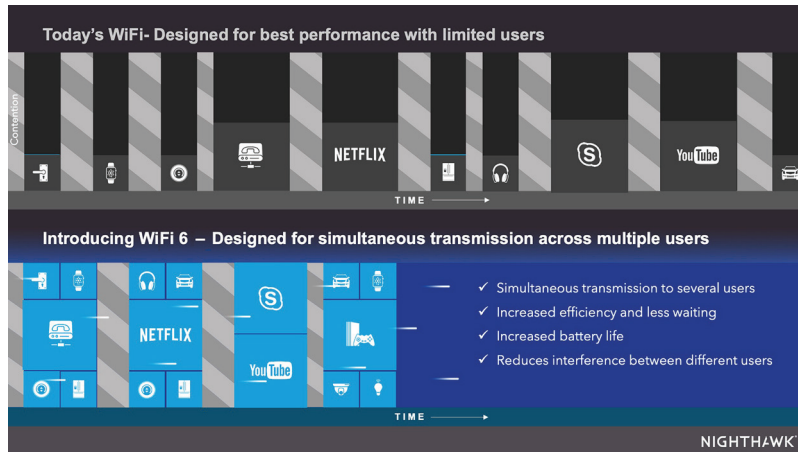 Today's WiFi- Designed for best performance with limited users
Contention
NETFLIX
S
YouTube
TIME
Introducing WiFi 6 – Designed for simultaneous transmission across multiple users
S
NETFLIX
YouTube
✓ Simultaneous transmission to several users
✓ Increased efficiency and less waiting
✓ Increased battery life
✓ Reduces interference between different users
TIME
NIGHTHAWK